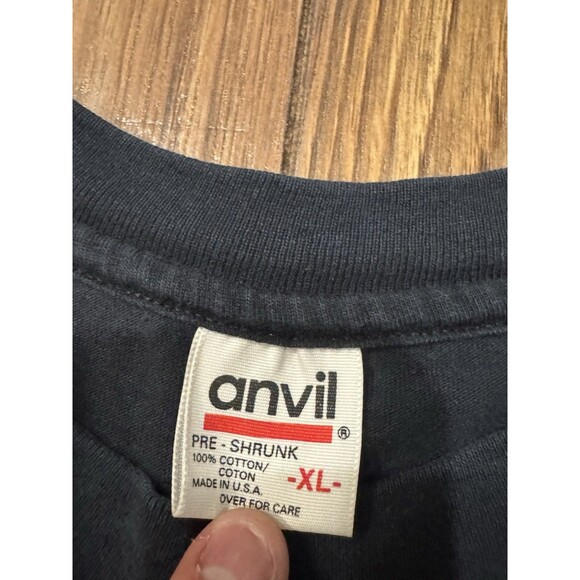 anvil®
PRE - SHRUNK
100% COTTON/
COTON
-XL-
MADE IN U.S.A.
OVER FOR CARE